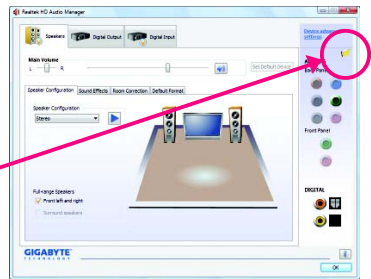 Realtek HD Audio Manager
Speakers
Digital Output
Digital Input
Device advanced settings
Main Volume
L
R
Set Default Device
Back Panel
Speaker Configuration
Sound Effects
Room Correction
Default Format
Speaker Configuration
Stereo
Front Panel
Full-range Speakers
Front left and right
Surround speakers
DIGITAL
GIGABYTE
TECHNOLOGY
OK